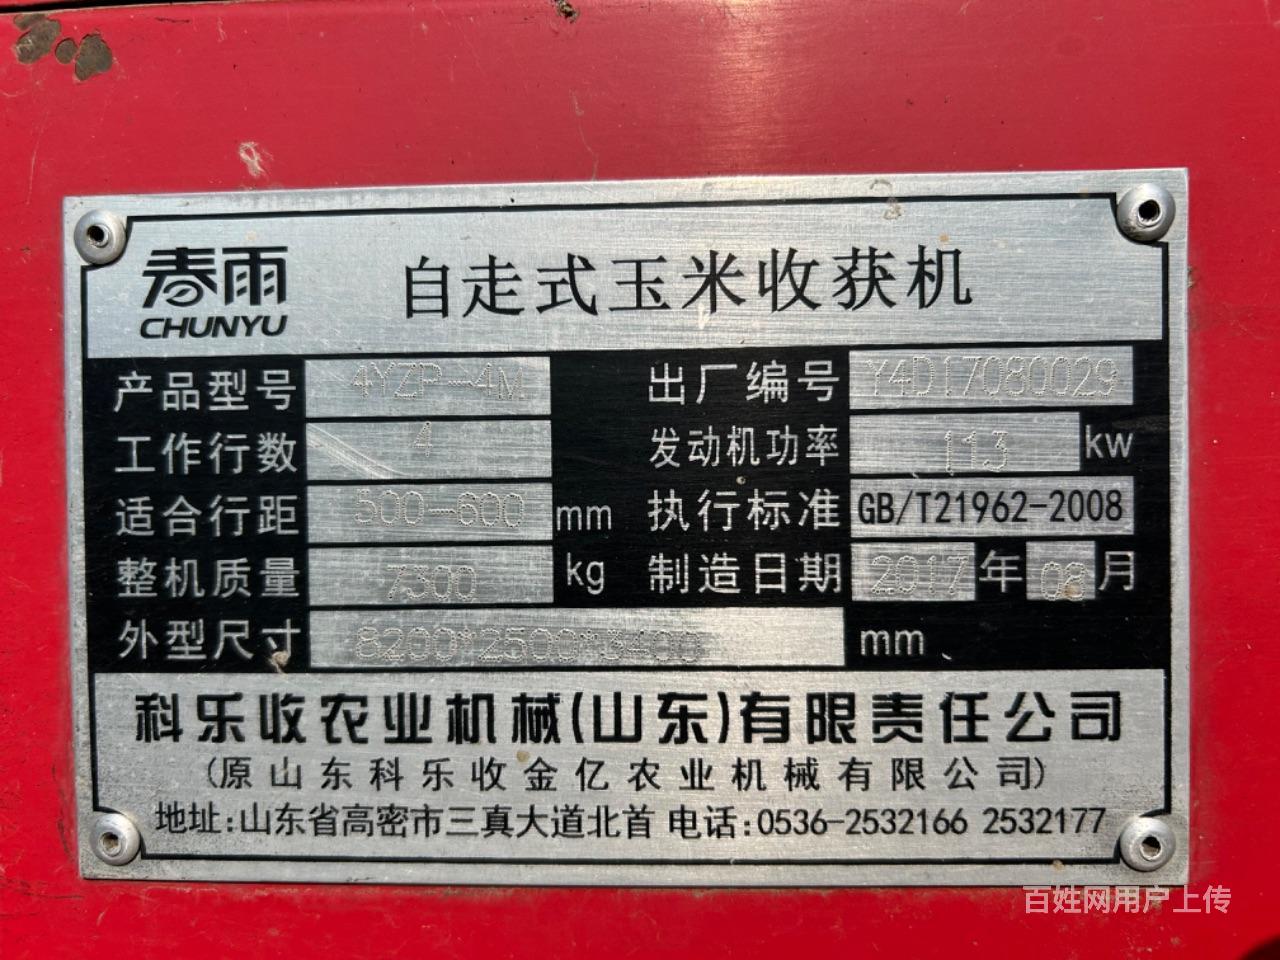 春雨
CHUNYU
自走式玉米收获机
产品型号 4YZP-4M 出厂编号 Y4D17080029
工作行数 4 发动机功率 113 kw
适合行距 500-600 mm 执行标准 GB/T21962-2008
整机质量 7300 kg 制造日期 2017 年 08 月
外型尺寸 8200*2500*3400 mm
科乐收农业机械(山东)有限责任公司
(原山东科乐收金亿农业机械有限公司)
地址:山东省高密市三真大道北首 电话:0536-2532166 2532177
百姓网用户上传